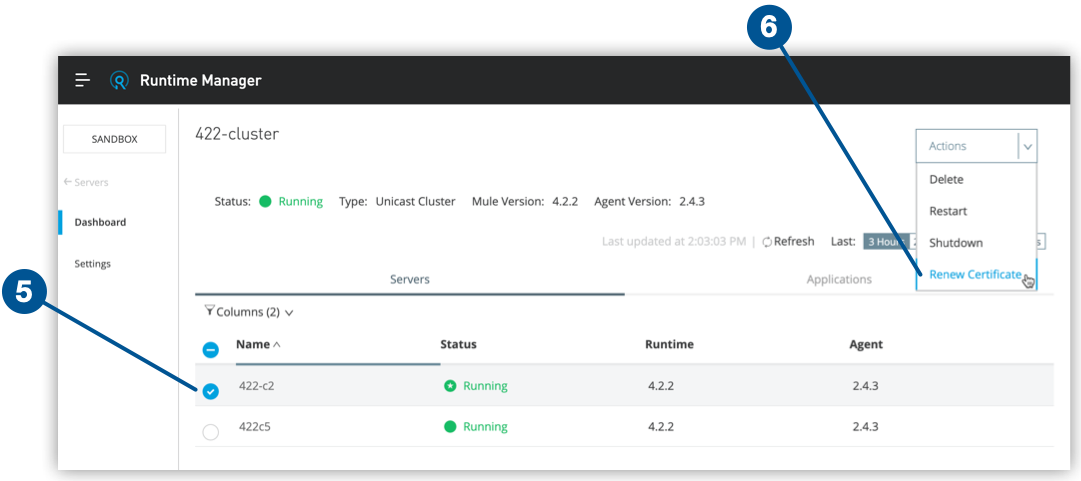 6
Runtime Manager
SANDBOX
422-cluster
Actions
← Servers
Delete
Status: Running Type: Unicast Cluster Mule Version: 4.2.2 Agent Version: 2.4.3
Restart
Dashboard
Last updated at 2:03:03 PM | Refresh Last: 3 Hours
Shutdown
Settings
Renew Certificate
Servers
Applications
5
Columns (2)
Name Status Runtime Agent
422-c2 Running 4.2.2 2.4.3
422c5 Running 4.2.2 2.4.3